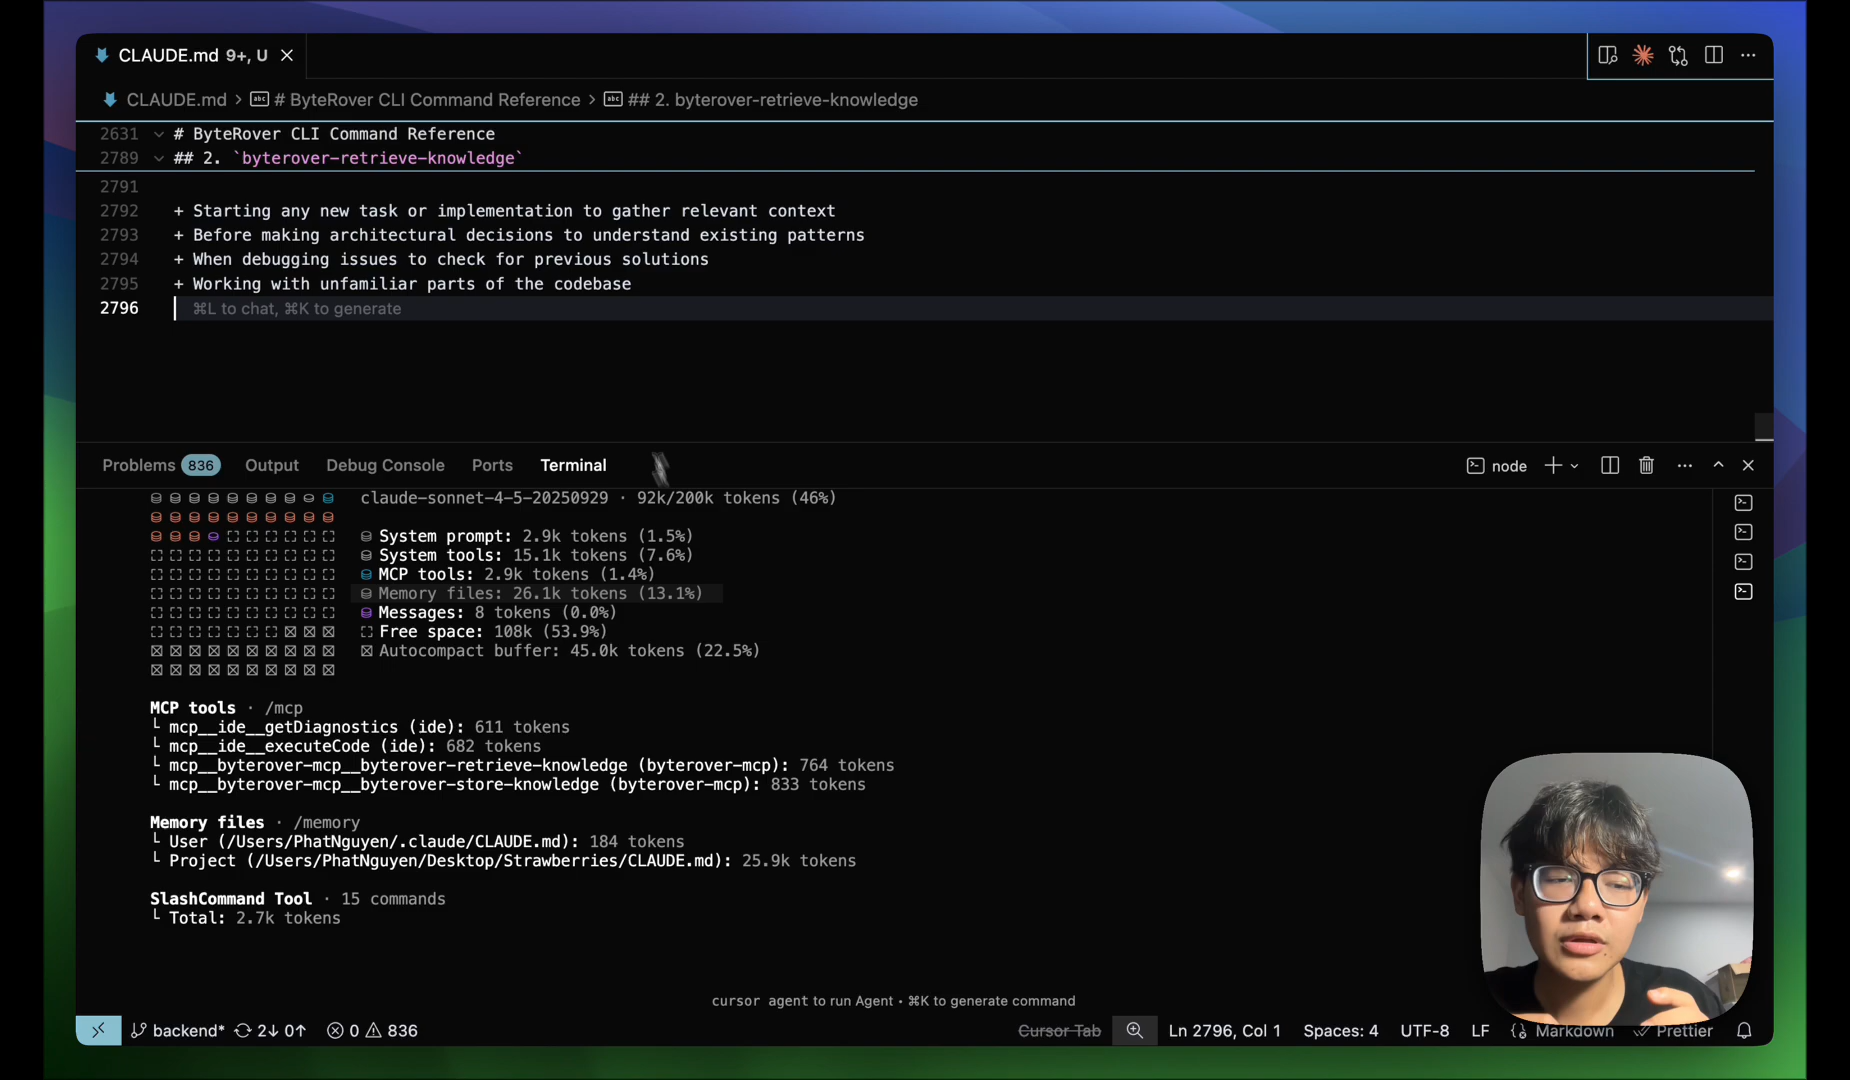 CLAUDE.md 9+, U
CLAUDE.md > # ByteRover CLI Command Reference > ## 2. byterover-retrieve-knowledge
2631 # ByteRover CLI Command Reference
2789 ## 2. `byterover-retrieve-knowledge`
2791
2792 + Starting any new task or implementation to gather relevant context
2793 + Before making architectural decisions to understand existing patterns
2794 + When debugging issues to check for previous solutions
2795 + Working with unfamiliar parts of the codebase
2796 ⌘L to chat, ⌘K to generate
Problems 836 Output Debug Console Ports Terminal node
claude-sonnet-4-5-20250929 · 92k/200k tokens (46%)
System prompt: 2.9k tokens (1.5%)
System tools: 15.1k tokens (7.6%)
MCP tools: 2.9k tokens (1.4%)
Memory files: 26.1k tokens (13.1%)
Messages: 8 tokens (0.0%)
Free space: 108k (53.9%)
Autocompact buffer: 45.0k tokens (22.5%)
MCP tools · /mcp
└ mcp__ide__getDiagnostics (ide): 611 tokens
└ mcp__ide__executeCode (ide): 682 tokens
└ mcp__byterover-mcp__byterover-retrieve-knowledge (byterover-mcp): 764 tokens
└ mcp__byterover-mcp__byterover-store-knowledge (byterover-mcp): 833 tokens
Memory files · /memory
└ User (/Users/PhatNguyen/.claude/CLAUDE.md): 184 tokens
└ Project (/Users/PhatNguyen/Desktop/Strawberries/CLAUDE.md): 25.9k tokens
SlashCommand Tool · 15 commands
└ Total: 2.7k tokens
cursor agent to run Agent • ⌘K to generate command
backend* 2↓ 0↑ 0 836 Cursor Tab Ln 2796, Col 1 Spaces: 4 UTF-8 LF Markdown Prettier